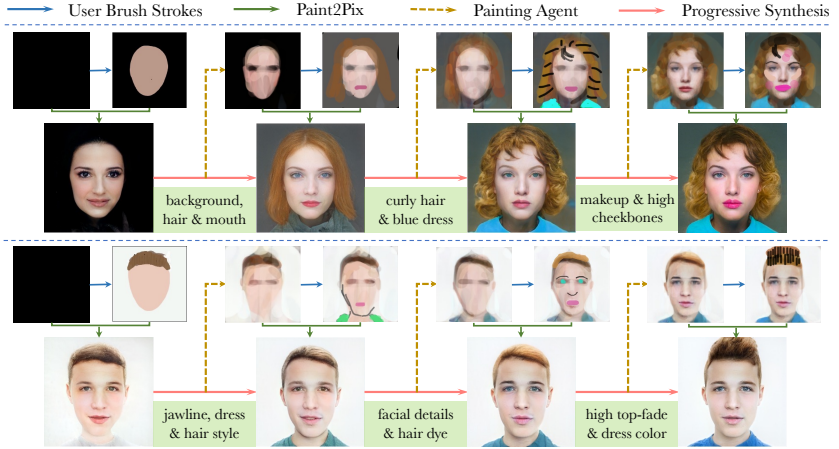 User Brush Strokes
Paint2Pix
Painting Agent
Progressive Synthesis
background,
hair & mouth
curly hair
& blue dress
makeup & high
cheekbones
jawline, dress
& hair style
facial details
& hair dye
high top-fade
& dress color